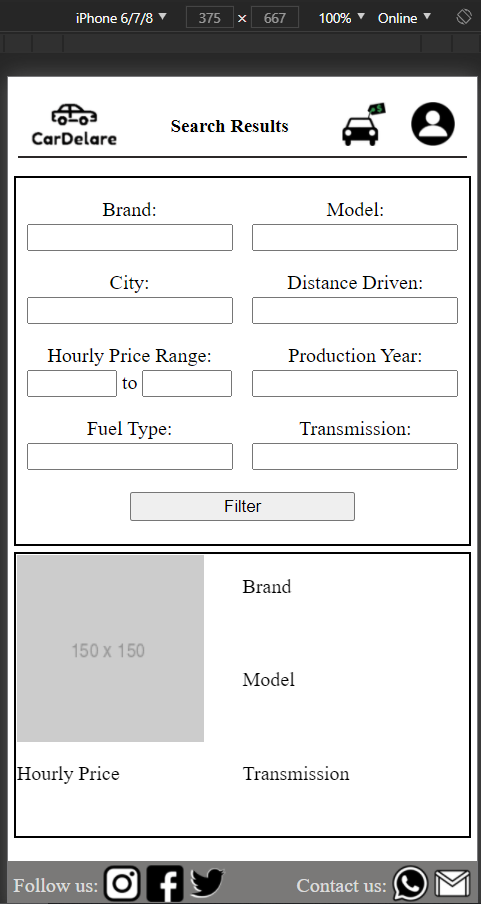 iPhone 6/7/8 ▼ 375 × 667 100% ▼ Online ▼
CarDelare
Search Results
$
Brand: Model:
City: Distance Driven:
Hourly Price Range: Production Year:
to
Fuel Type: Transmission:
Filter
150 x 150
Brand
Model
Hourly Price Transmission
Follow us: Contact us: